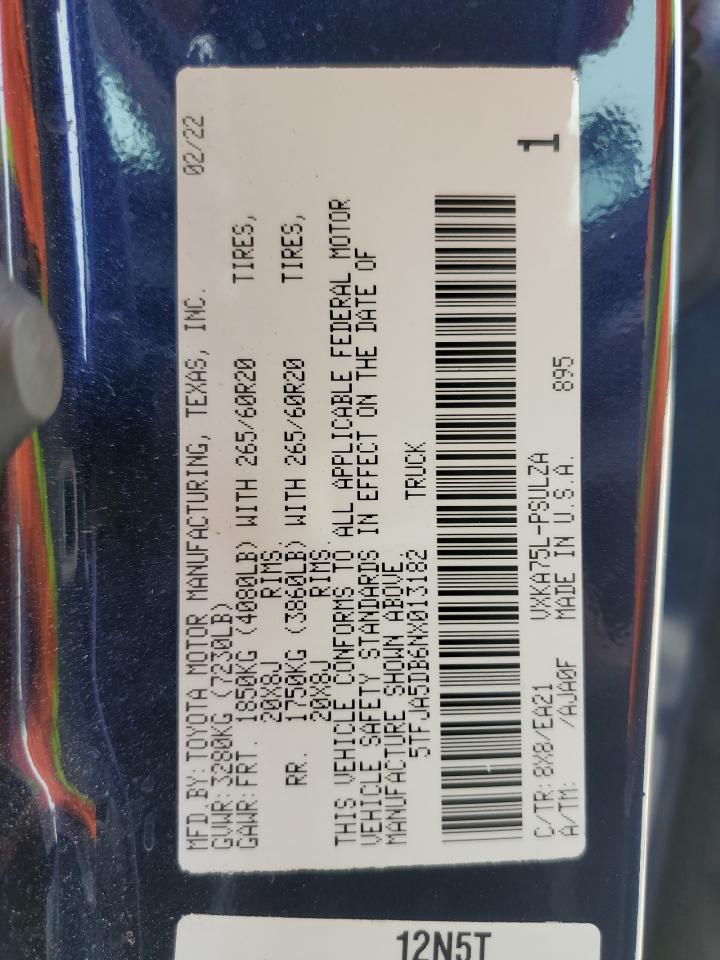 MFD.BY:TOYOTA MOTOR MANUFACTURING, TEXAS, INC. 02/22
GVWR:3280KG (7230LB)
GAWR:FRT. 1850KG (4080LB) WITH 265/60R20 TIRES,
20X8J RIMS
RR. 1750KG (3860LB) WITH 265/60R20 TIRES,
20X8J RIMS.
THIS VEHICLE CONFORMS TO ALL APPLICABLE FEDERAL MOTOR
VEHICLE SAFETY STANDARDS IN EFFECT ON THE DATE OF
MANUFACTURE SHOWN ABOVE.
5TFJA5DB6NX013182 TRUCK
C/TR:8X8/EA21 VXKA75L-PSULZA 1
A/TM: /AJA0F MADE IN U.S.A. 895
12N5T